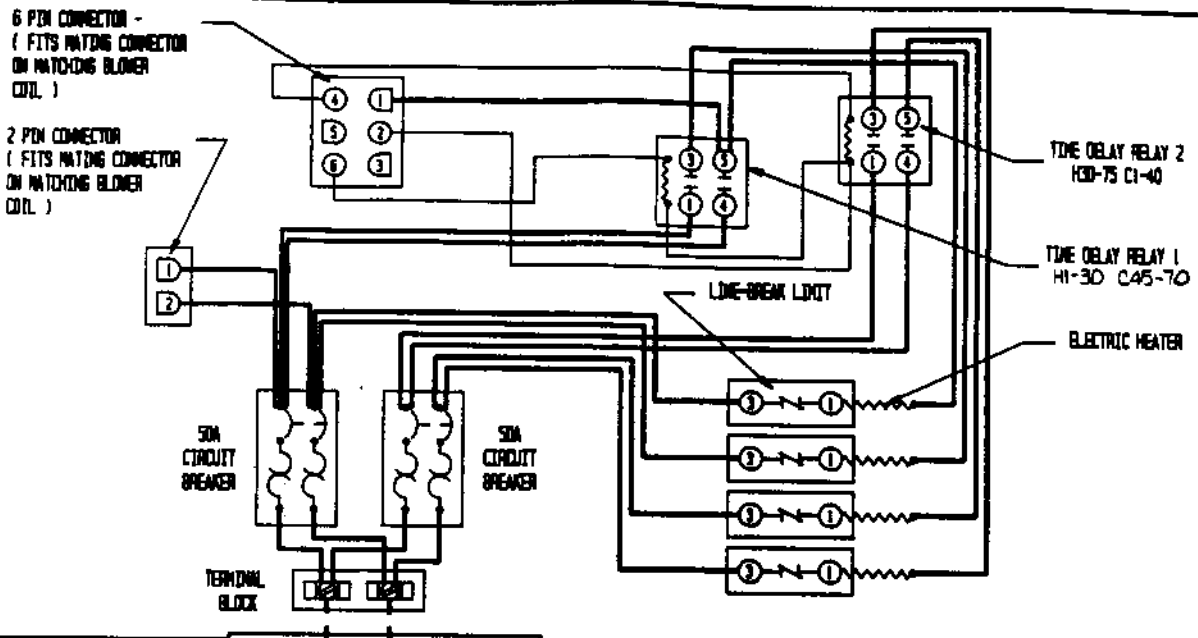 6 PIN CONNECTOR -
( FITS MATING CONNECTOR
ON MATCHING BLOWER
COIL )
2 PIN CONNECTOR
( FITS MATING CONNECTOR
ON MATCHING BLOWER
COIL )
4 1
5 2
6 3
3 5
1 4
3 5
1 4
TIME DELAY RELAY 2
H30-75 C1-40
TIME DELAY RELAY 1
H1-30 C45-70
1
2
LINE BREAK LIMIT
ELECTRIC HEATER
3 1
3 1
3 1
3 1
50A
CIRCUIT
BREAKER
50A
CIRCUIT
BREAKER
TERMINAL
BLOCK